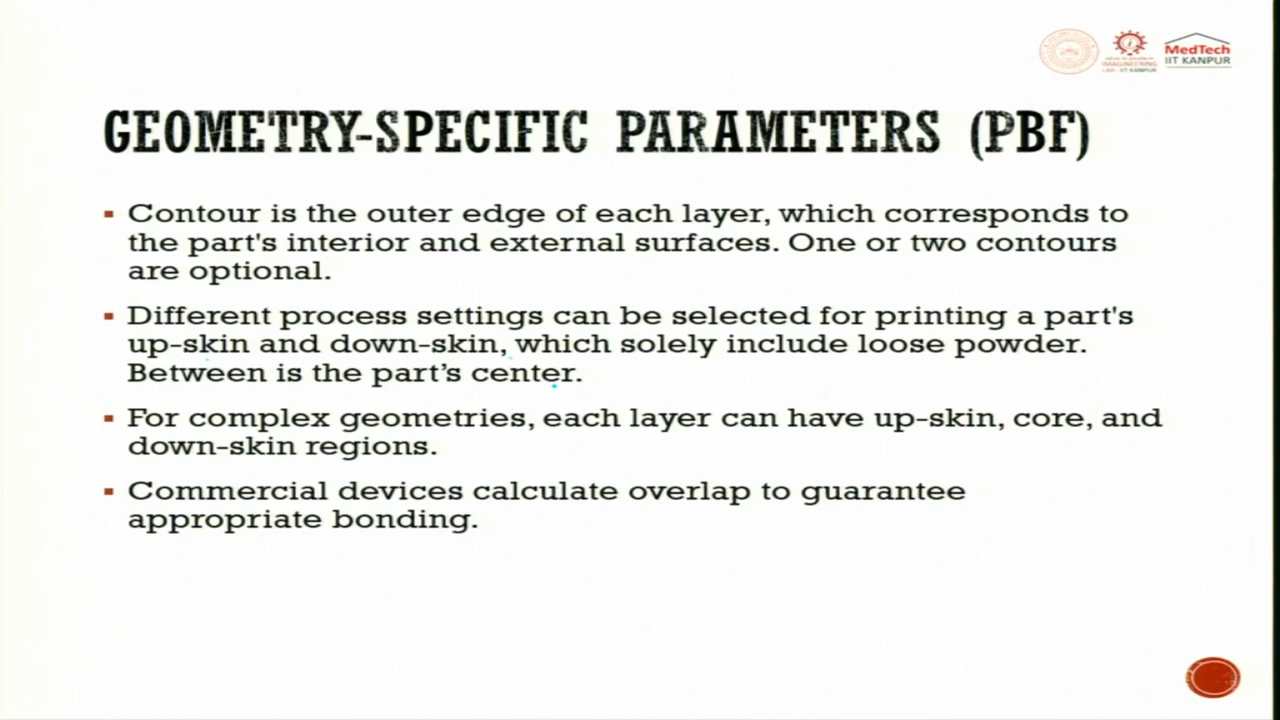 MedTech
IIT KANPUR
GEOMETRY-SPECIFIC PARAMETERS (PBF)
▪ Contour is the outer edge of each layer, which corresponds to
the part's interior and external surfaces. One or two contours
are optional.
▪ Different process settings can be selected for printing a part's
up-skin and down-skin, which solely include loose powder.
Between is the part’s center.
▪ For complex geometries, each layer can have up-skin, core, and
down-skin regions.
▪ Commercial devices calculate overlap to guarantee
appropriate bonding.